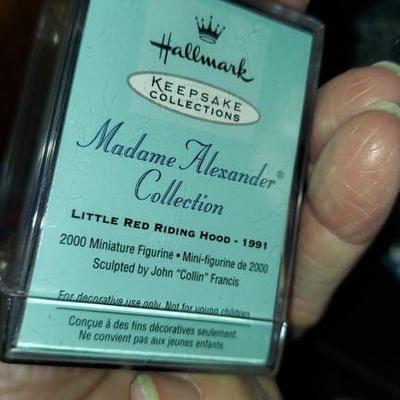 Hallmark
KEEPSAKE
COLLECTIONS
Madame Alexander®
Collection
LITTLE RED RIDING HOOD - 1991
2000 Miniature Figurine • Mini-figurine de 2000
Sculpted by John "Collin" Francis
For decorative use only. Not for young children.
Conçue à des fins décoratives seulement.
Ne convient pas aux jeunes enfants.